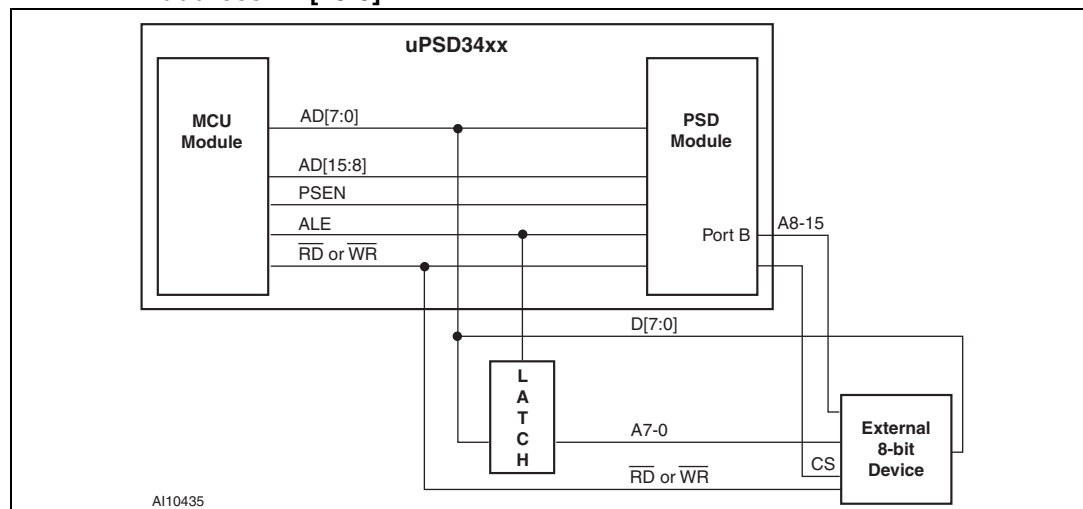 uPSD34xx
MCU
Module
PSD
Module
AD[7:0]
AD[15:8]
PSEN
ALE
RD or WR
Port B
A8-15
D[7:0]
L
A
T
C
H
A7-0
RD or WR
CS
External
8-bit
Device
AI10435